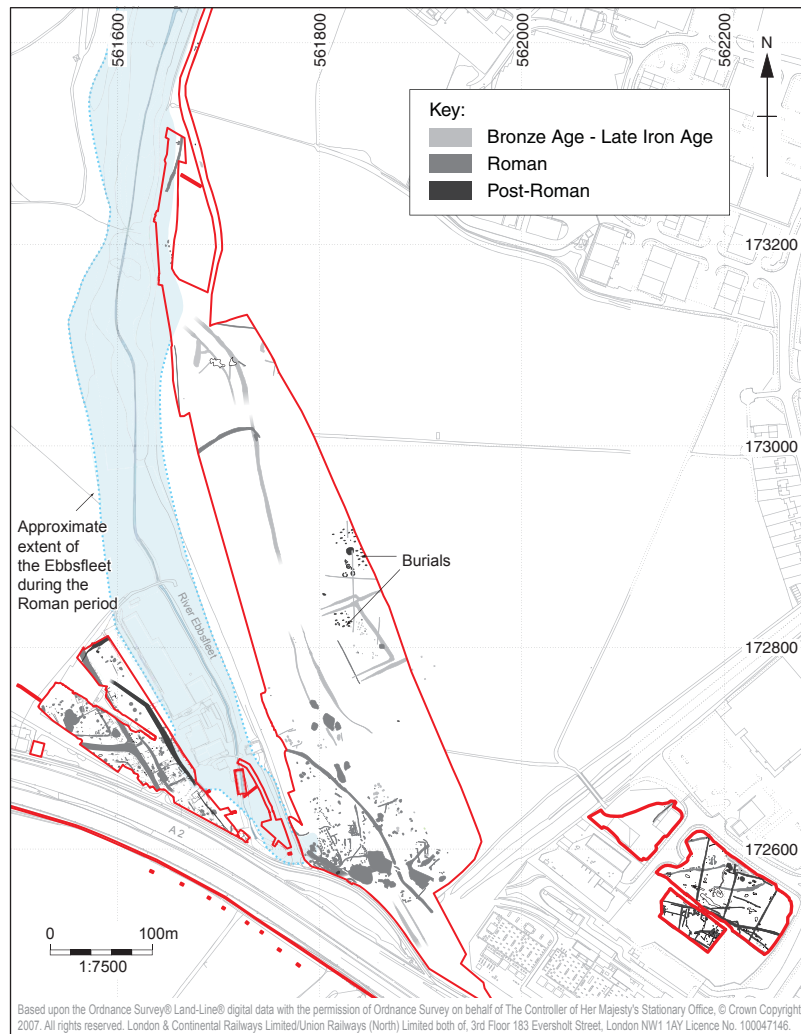 561600
561800
562000
562200
N
Key:
Bronze Age - Late Iron Age
Roman
Post-Roman
173200
173000
Approximate
extent of
the Ebbsfleet
during the
Roman period
Burials
River Ebbsfleet
172800
A 2
172600
0 100m
1:7500
Based upon the Ordnance Survey® Land-Line® digital data with the permission of Ordnance Survey on behalf of The Controller of Her Majesty's Stationary Office, © Crown Copyright
2007. All rights reserved. London & Continental Railways Limited/Union Railways (North) Limited both of, 3rd Floor 183 Eversholt Street, London NW1 1AY Licence No. 100047146